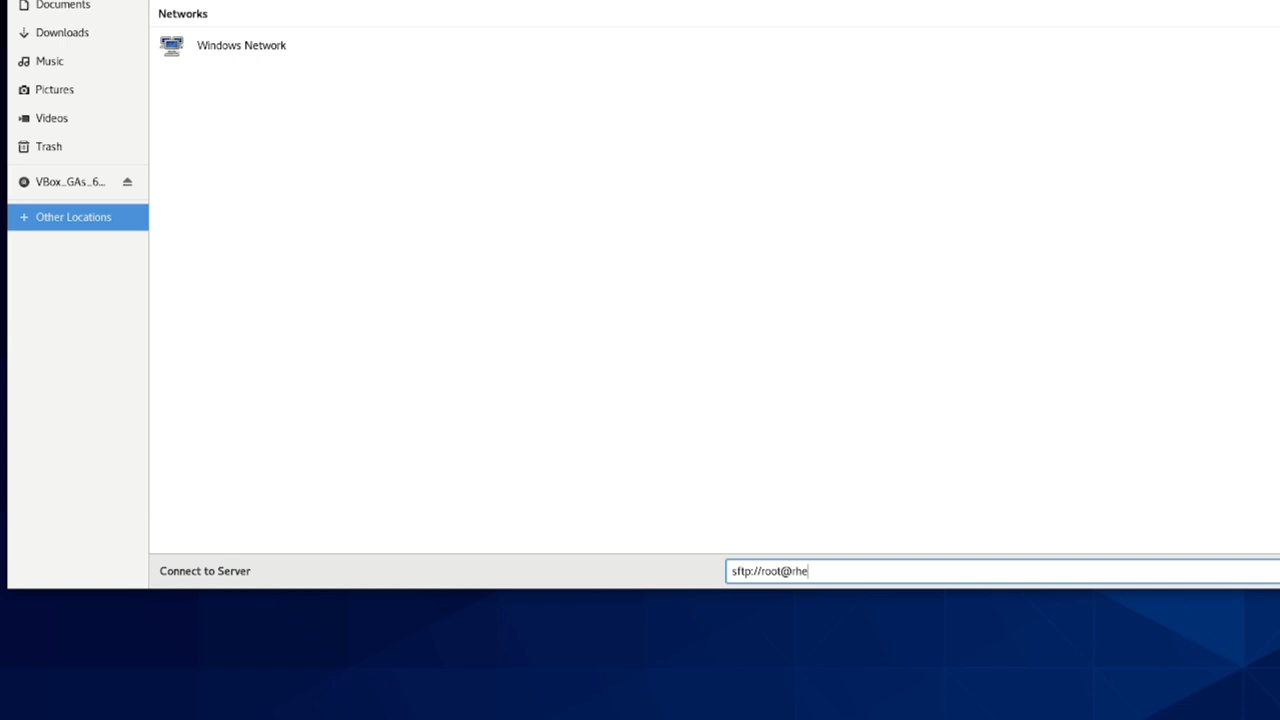 Documents
Networks
Downloads
Windows Network
Music
Pictures
Videos
Trash
VBox_GAs_6...
+ Other Locations
Connect to Server
sftp://root@rhe